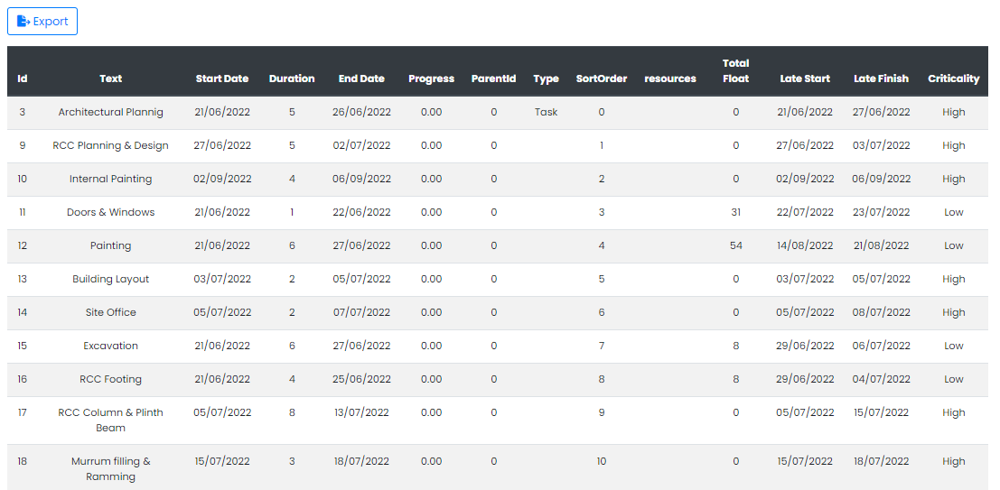 Export
Total
Id Text Start Date Duration End Date Progress ParentId Type SortOrder resources Float Late Start Late Finish Criticality
3 Architectural Plannig 21/06/2022 5 26/06/2022 0.00 0 Task 0 0 21/06/2022 27/06/2022 High
9 RCC Planning & Design 27/06/2022 5 02/07/2022 0.00 0 1 0 27/06/2022 03/07/2022 High
10 Internal Painting 02/09/2022 4 06/09/2022 0.00 0 2 0 02/09/2022 06/09/2022 High
11 Doors & Windows 21/06/2022 1 22/06/2022 0.00 0 3 31 22/07/2022 23/07/2022 Low
12 Painting 21/06/2022 6 27/06/2022 0.00 0 4 54 14/08/2022 21/08/2022 Low
13 Building Layout 03/07/2022 2 05/07/2022 0.00 0 5 0 03/07/2022 05/07/2022 High
14 Site Office 05/07/2022 2 07/07/2022 0.00 0 6 0 05/07/2022 08/07/2022 High
15 Excavation 21/06/2022 6 27/06/2022 0.00 0 7 8 29/06/2022 06/07/2022 Low
16 RCC Footing 21/06/2022 4 25/06/2022 0.00 0 8 8 29/06/2022 04/07/2022 Low
17 RCC Column & Plinth 05/07/2022 8 13/07/2022 0.00 0 9 0 05/07/2022 15/07/2022 High
Beam
18 Murrum filling & 15/07/2022 3 18/07/2022 0.00 0 10 0 15/07/2022 18/07/2022 High
Ramming